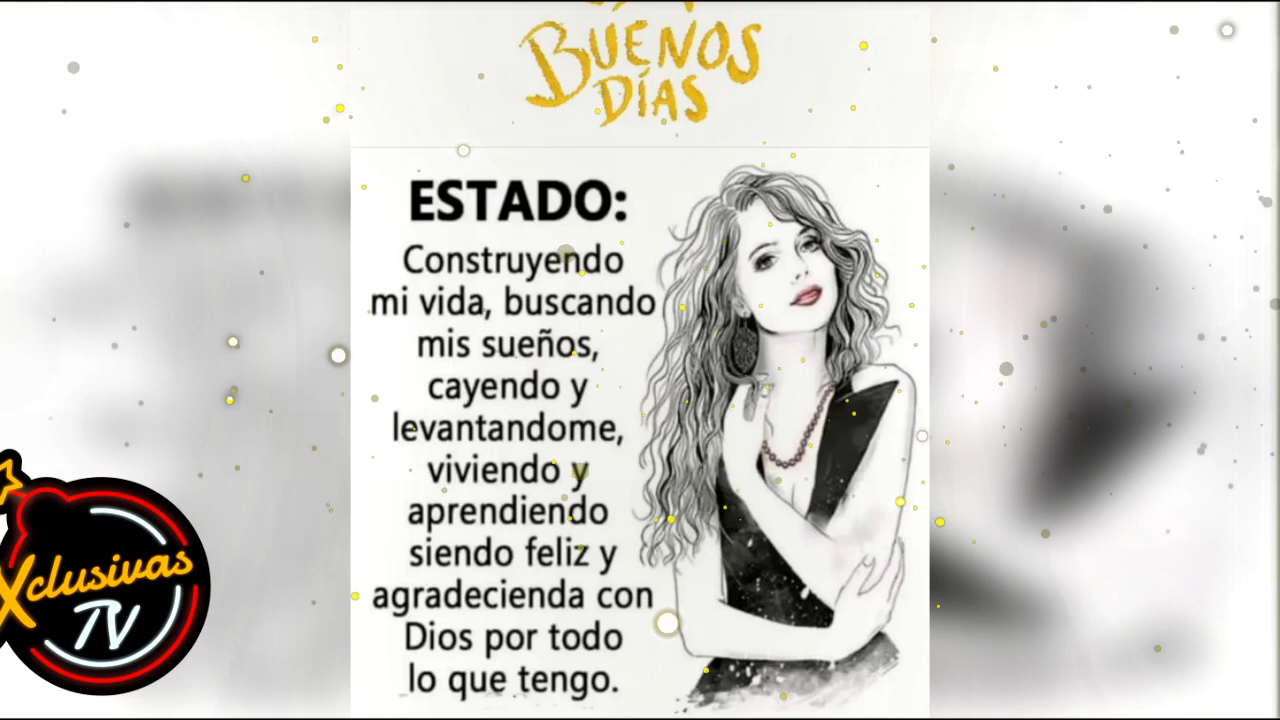 BUENOS
DÍAS
ESTADO:
Construyendo
mi vida, buscando
mis sueños,
cayendo y
levantandome,
viviendo y
aprendiendo
siendo feliz y
agradecienda con
Dios por todo
lo que tengo.
Xclusivas
TV